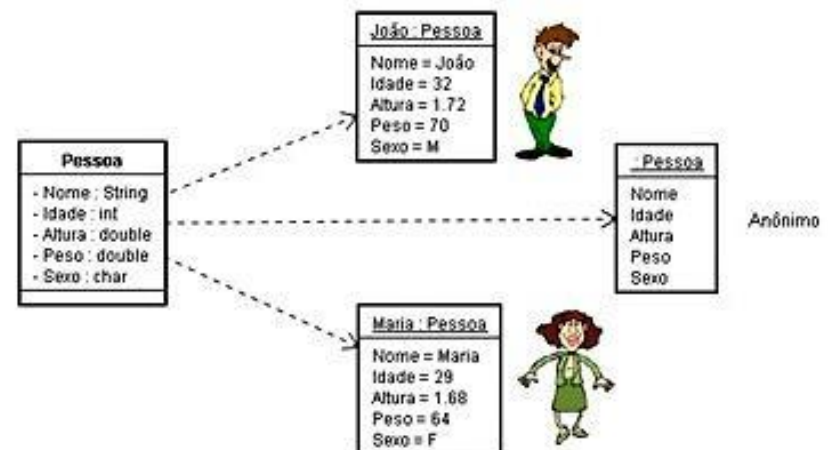 João : Pessoa
Nome = João
Idade = 32
Altura = 1.72
Peso = 70
Sexo = M
Pessoa
- Nome : String
- Idade : int
- Altura : double
- Peso : double
- Sexo : char
: Pessoa
Nome
Idade
Altura
Peso
Sexo
Anônimo
Maria : Pessoa
Nome = Maria
Idade = 29
Altura = 1.68
Peso = 64
Sexo = F